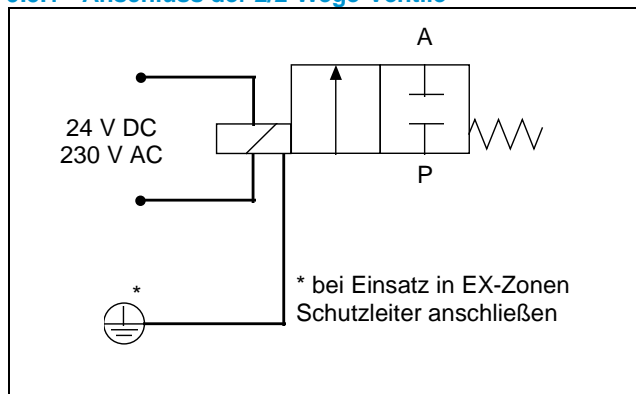 Anschluss der 2/2-Wege-Ventile
A
24 V DC
230 V AC
P
*
* bei Einsatz in EX-Zonen
Schutzleiter anschließen